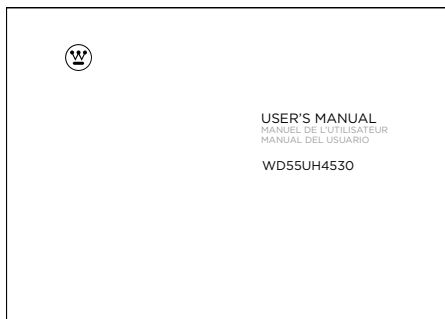 W
USER'S MANUAL
MANUEL DE L'UTILISATEUR
MANUAL DEL USUARIO
WD55UH4530